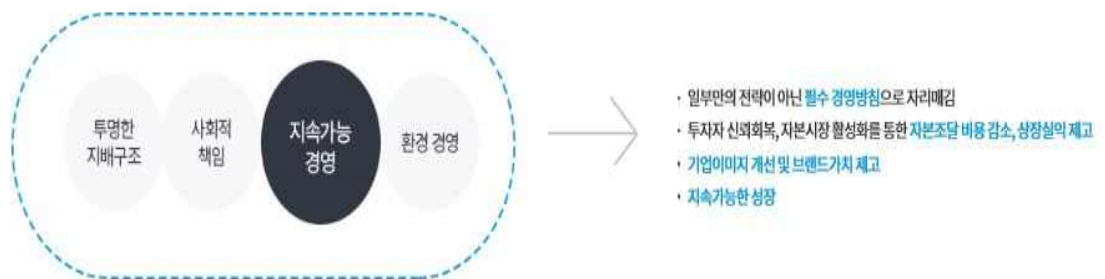 투명한
지배구조
사회적
책임
지속가능
경영
환경 경영
· 일부만의 전략이 아닌 필수 경영방침으로 자리매김
· 투자자 신뢰회복, 자본시장 활성화를 통한 자본조달 비용 감소, 상장실익 제고
· 기업이미지 개선 및 브랜드가치 제고
· 지속가능한 성장